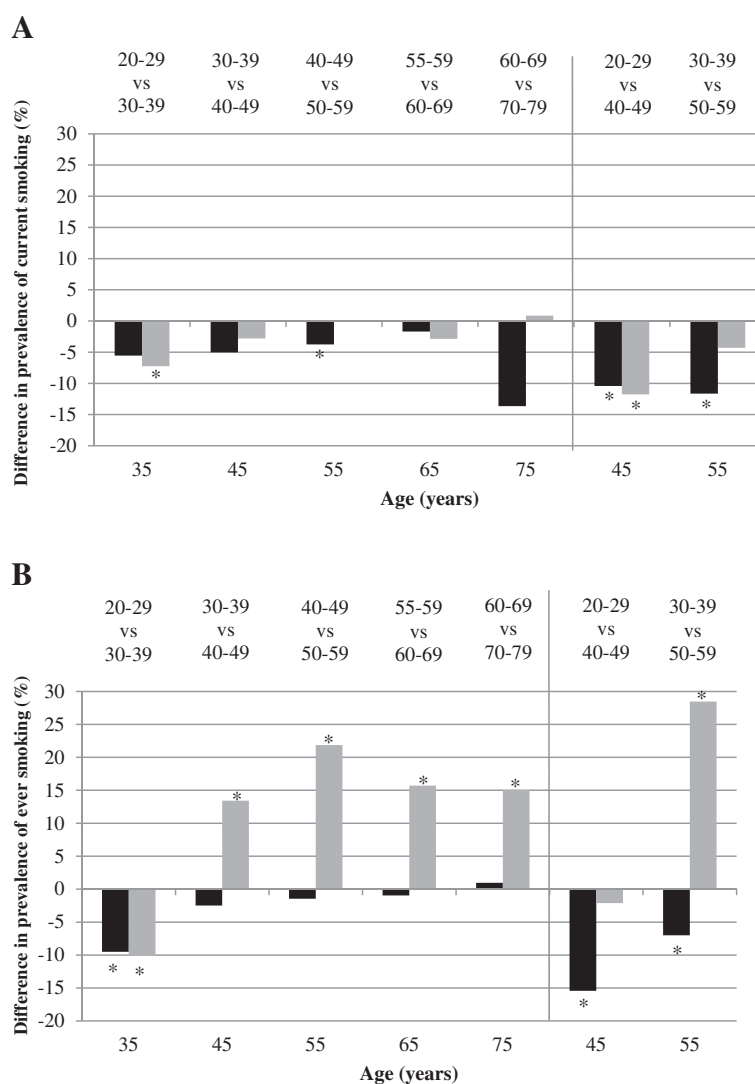 A
20-29 30-39 40-49 55-59 60-69 20-29 30-39
vs vs vs vs vs vs vs
30-39 40-49 50-59 60-69 70-79 40-49 50-59
Difference in prevalence of current smoking (%)
30
25
20
15
10
5
0
-5
-10
-15
-20
* * * * *
35 45 55 65 75 45 55
Age (years)
B
20-29 30-39 40-49 55-59 60-69 20-29 30-39
vs vs vs vs vs vs vs
30-39 40-49 50-59 60-69 70-79 40-49 50-59
Difference in prevalence of ever smoking (%)
30
25
20
15
10
5
0
-5
-10
-15
-20
* * * * * * * * *
35 45 55 65 75 45 55
Age (years)